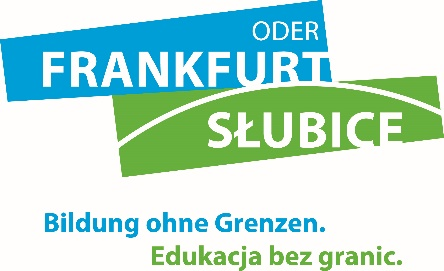 ODER
FRANKFURT
SŁUBICE
Bildung ohne Grenzen.
Edukacja bez granic.